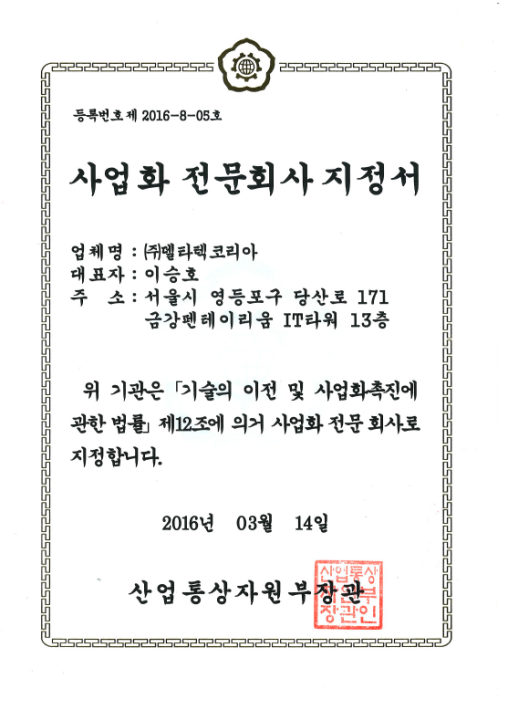 등록번호 제 2016-8-05호
사업화 전문회사 지정서
업체명 : ㈜델타텍코리아
대표자 : 이승호
주 소 : 서울시 영등포구 당산로 171
금강펜테리움 IT타워 13층
위 기관은 「기술의 이전 및 사업화촉진에
관한 법률」 제12조에 의거 사업화 전문 회사로
지정합니다.
2016년 03월 14일
산업통상자원부장관
산업통상
자원부
장관인